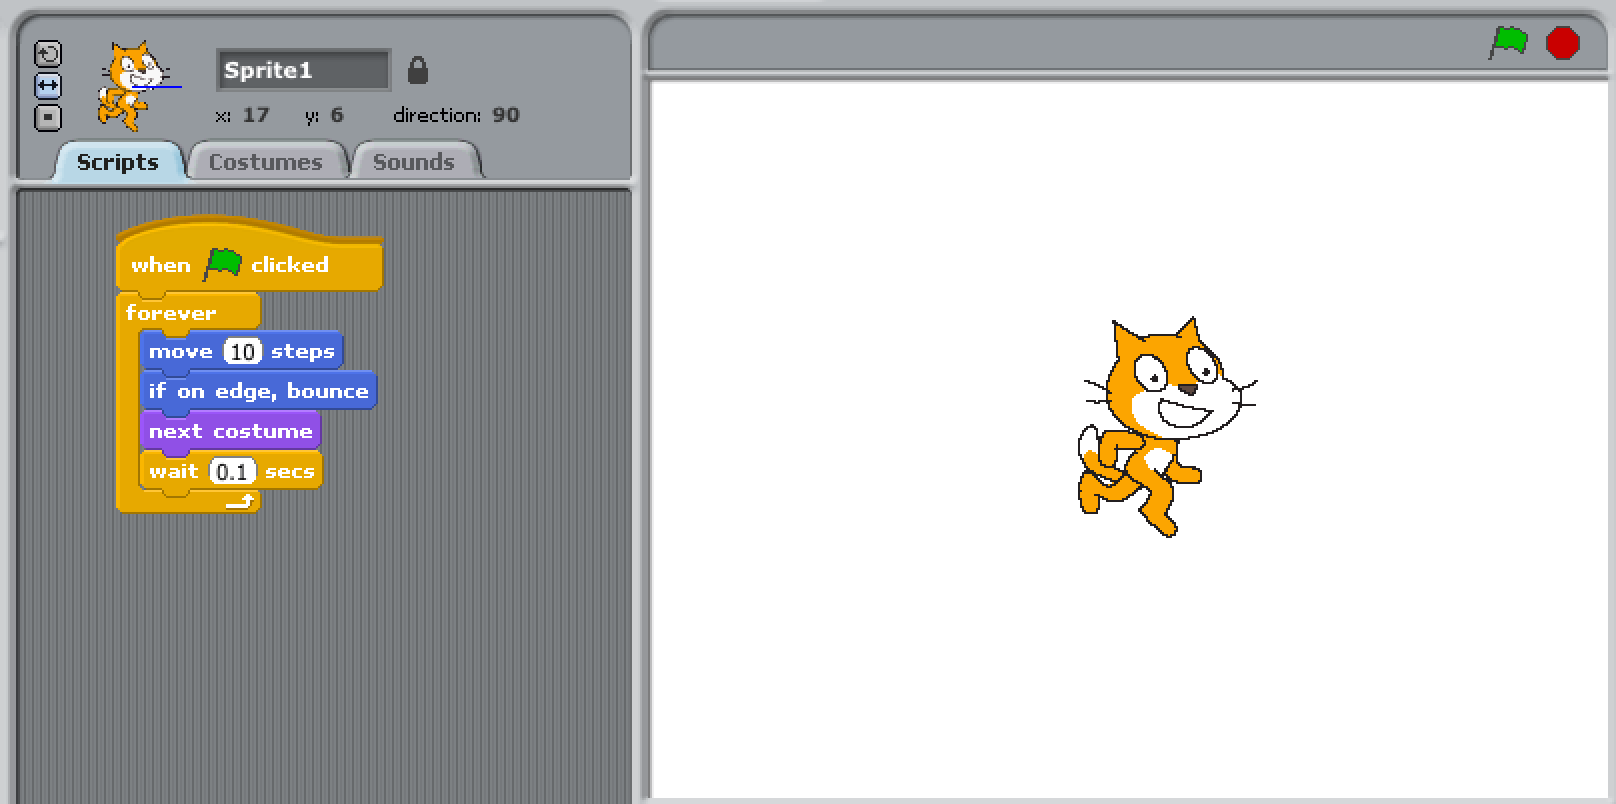 Sprite1
x: 17 y: 6 direction: 90
Scripts Costumes Sounds
when clicked
forever
move 10 steps
if on edge, bounce
next costume
wait 0.1 secs